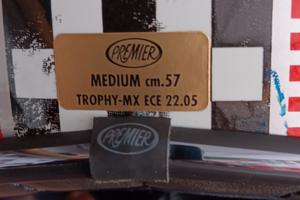 PREMIER
MEDIUM cm.57
TROPHY-MX ECE 22.05
PREMIER